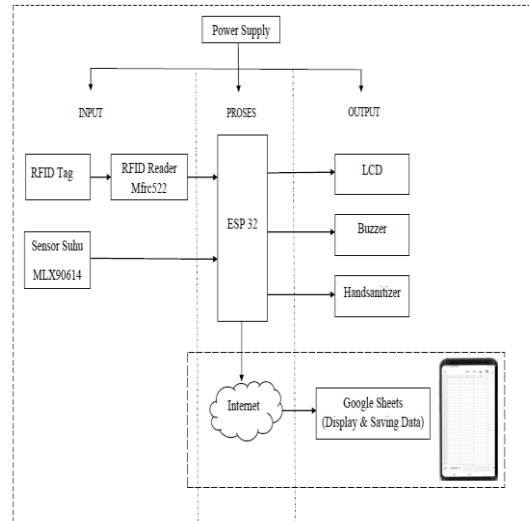 Power Supply
INPUT
PROSES
OUTPUT
RFID Tag
RFID Reader
Mfrc522
Sensor Suhu
MLX90614
ESP 32
LCD
Buzzer
Handsanitizer
Internet
Google Sheets
(Display & Saving Data)